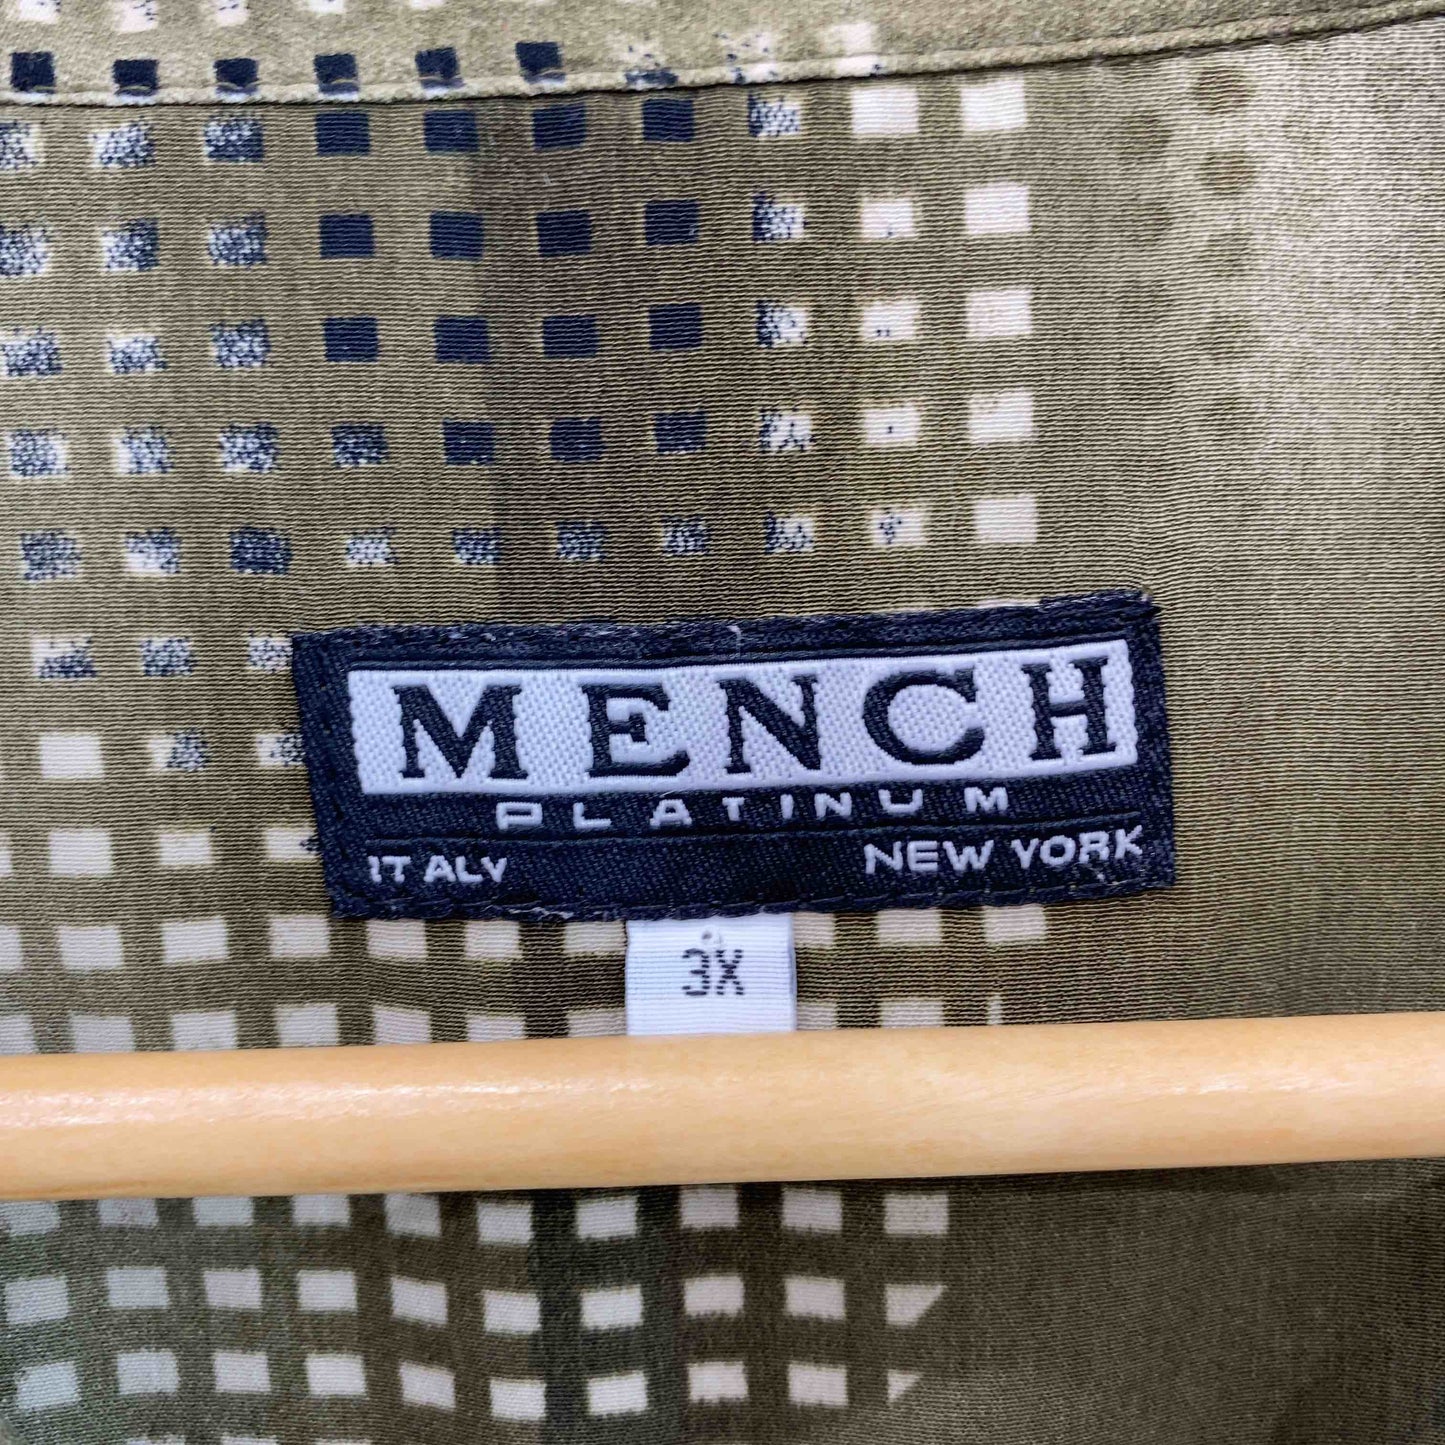 MENCH
PLATINUM
ITALY NEW YORK
3X